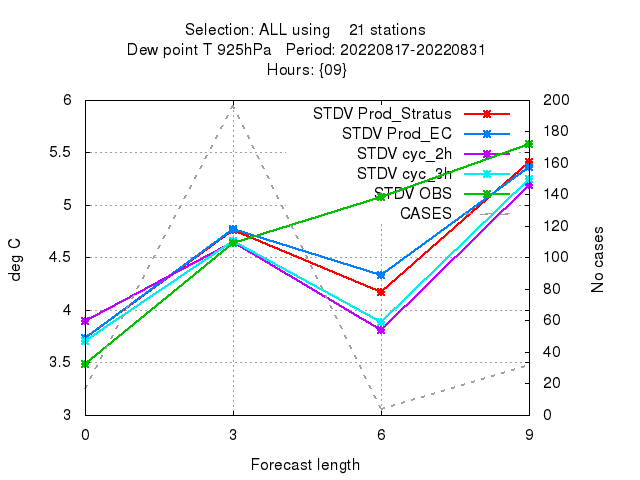 Selection: ALL using    21 stations
Dew point T 925hPa   Period: 20220817-20220831
Hours: {09}
STDV Prod_Stratus
STDV Prod_EC
STDV cyc_2h
STDV cyc_3h
STDV OBS
CASES
6
5.5
5
4.5
4
3.5
3
200
180
160
140
120
100
80
60
40
20
0
deg C
No cases
0 3 6 9
Forecast length